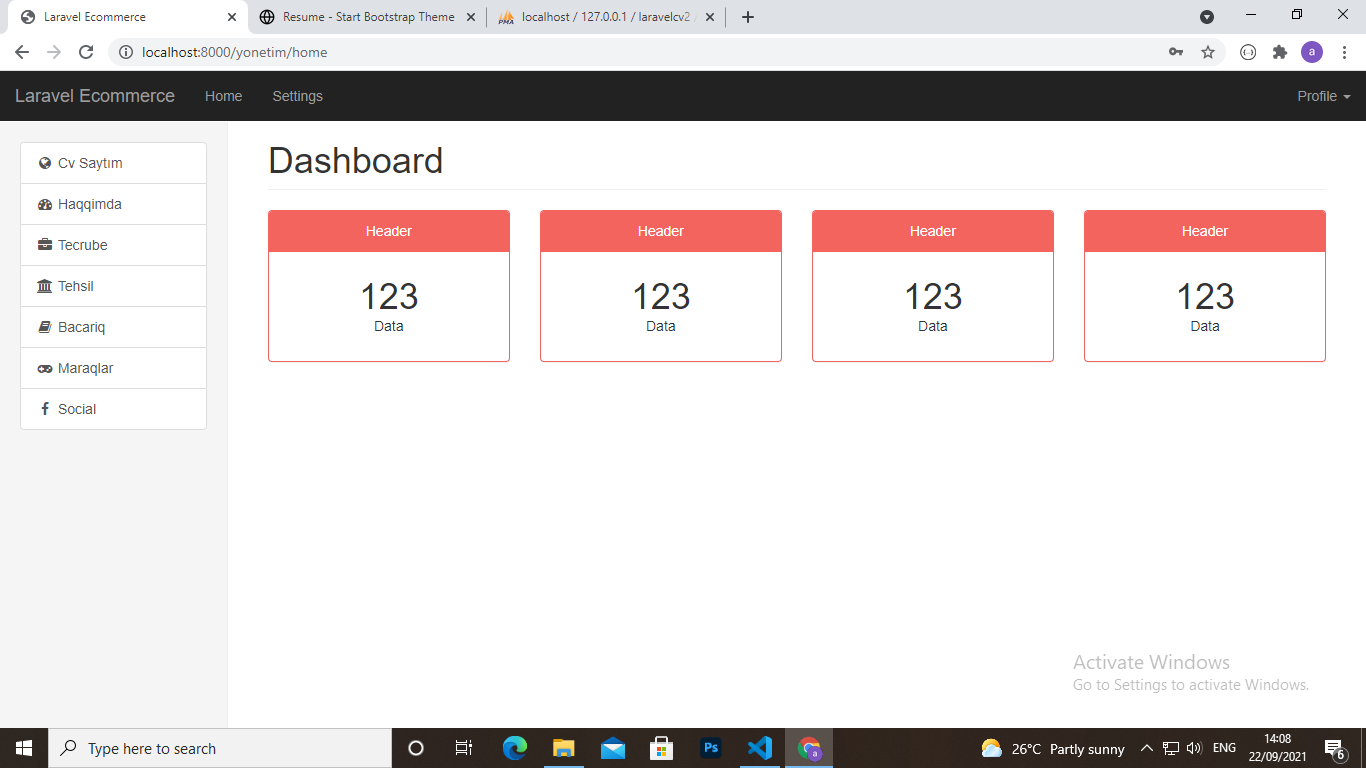 Laravel Ecommerce
Resume - Start Bootstrap Theme
PMA localhost / 127.0.0.1 / laravelcv2
localhost:8000/yonetim/home
a
Laravel Ecommerce Home Settings Profile
Cv Saytım
Haqqimda
Tecrube
Tehsil
Bacariq
Maraqlar
Social
Dashboard
Header Header Header Header
123 123 123 123
Data Data Data Data
Activate Windows
Go to Settings to activate Windows.
Type here to search
Ps
a
26°C Partly sunny
ENG
14:08
22/09/2021
6